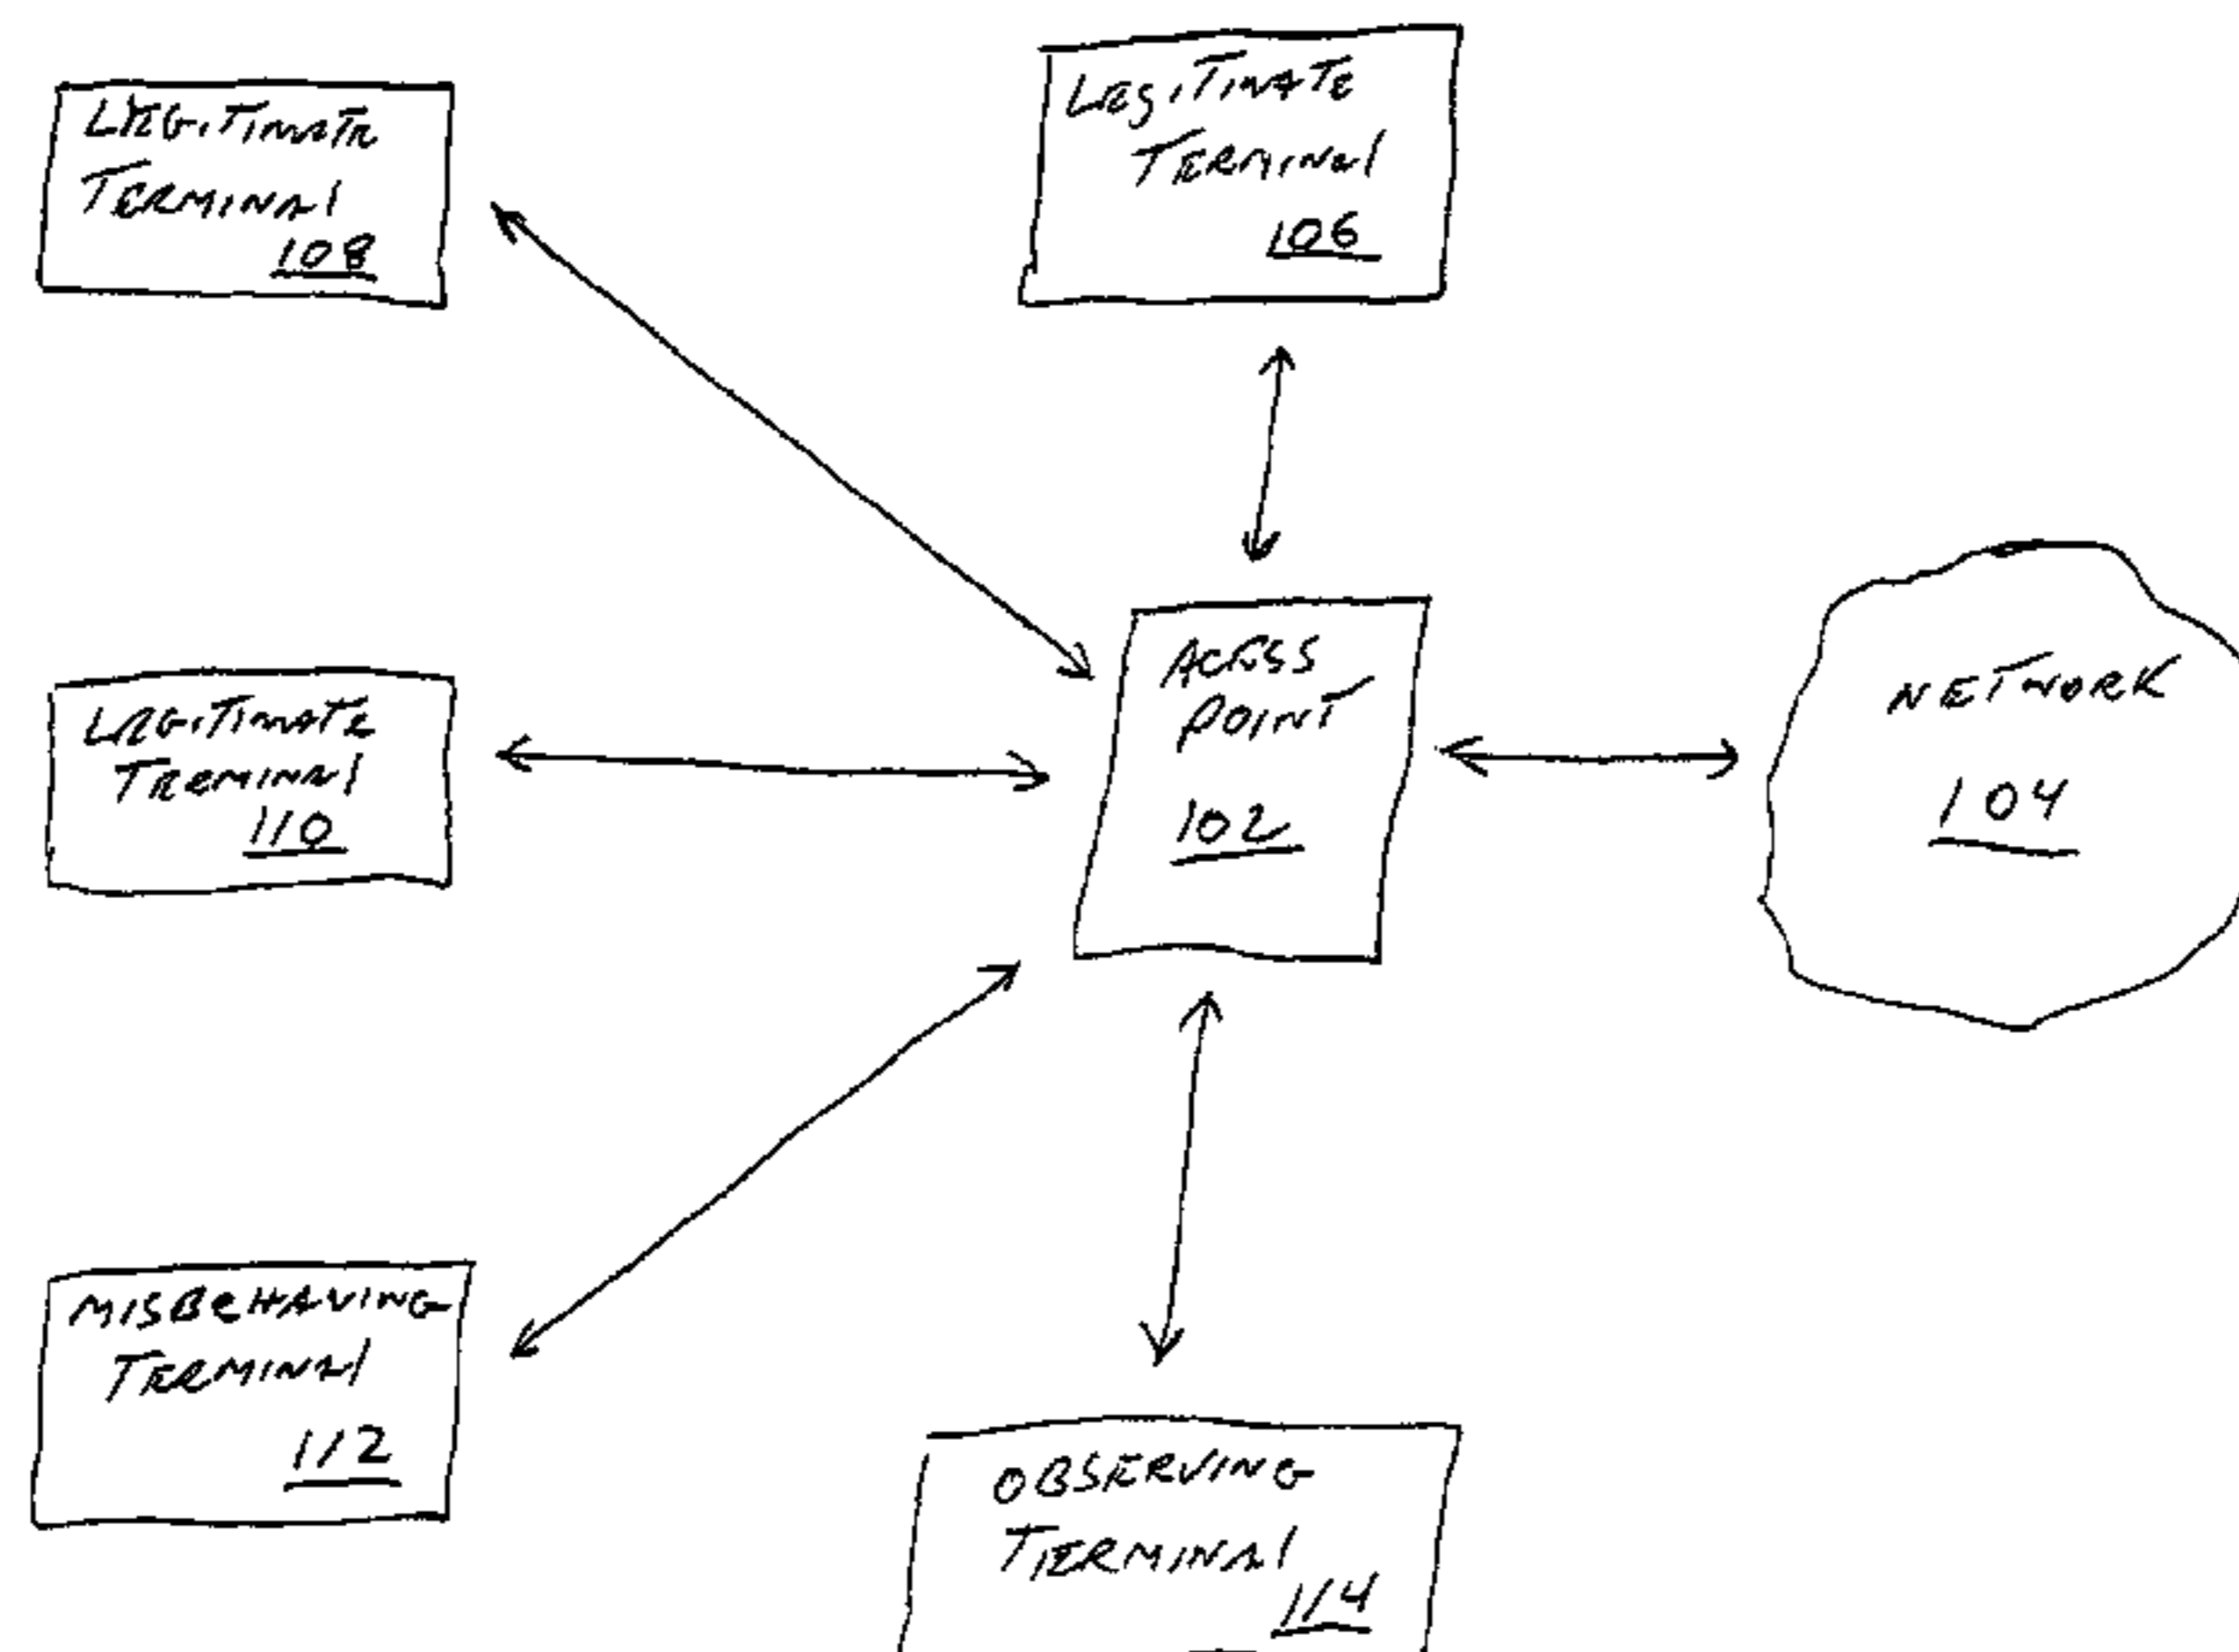 LEGITIMATE
TERMINAL
108
LEGITIMATE
TERMINAL
106
LEGITIMATE
TERMINAL
110
ACCESS
POINT
102
NETWORK
104
MISBEHAVING
TERMINAL
112
OBSERVING
TERMINAL
114